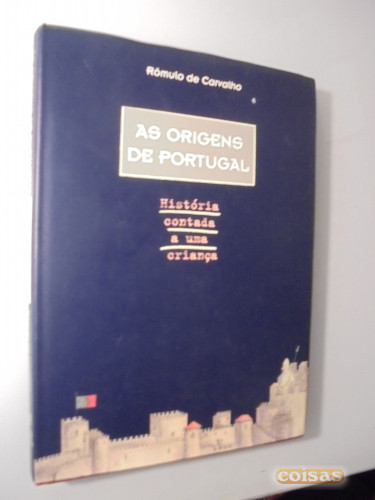 Rómulo de Carvalho
AS ORIGENS
DE PORTUGAL
História
contada
a uma
criança
coisas